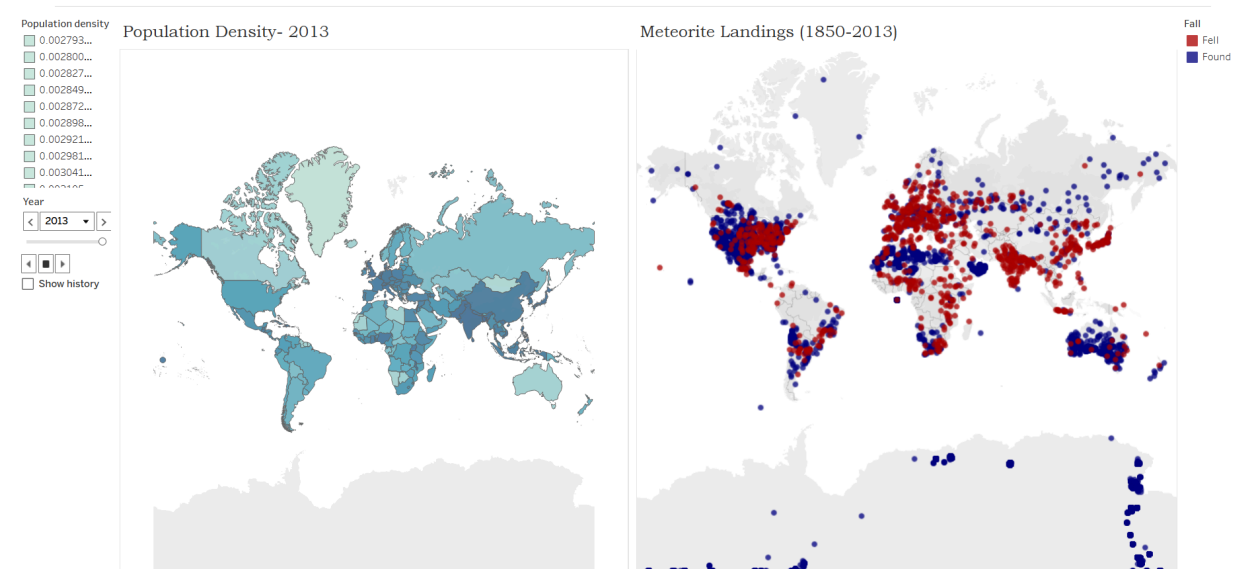 Population density
0.002793...
0.002800...
0.002827...
0.002849...
0.002872...
0.002898...
0.002921...
0.002981...
0.003041...
Year
2013
Show history
Population Density- 2013
Meteorite Landings (1850-2013)
Fall
Fell
Found